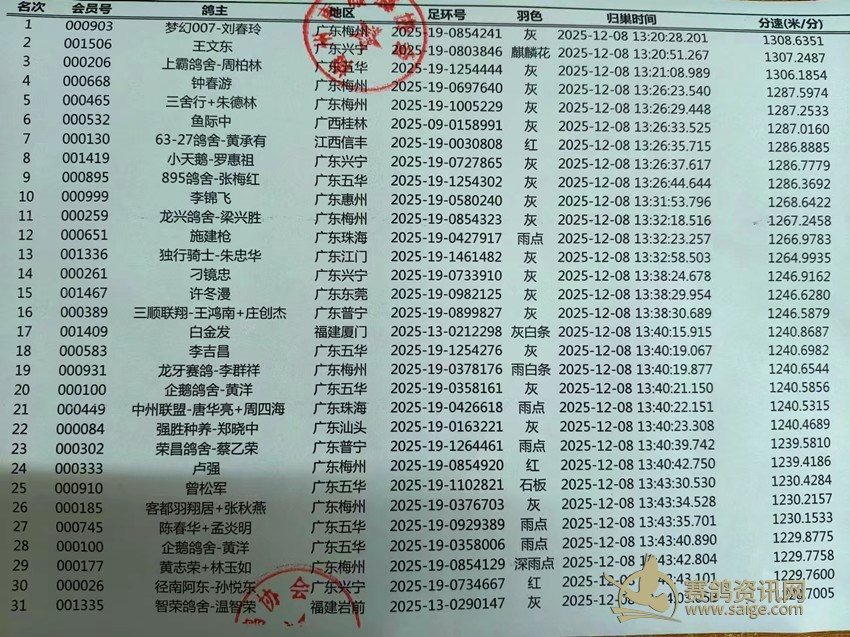 名次 会员号 鸽主 地区 足环号 羽色 归巢时间 分速(米/分)
1 000903 梦幻007-刘春玲 广东梅州 2025-19-0854241 灰 2025-12-08 13:20:28.201 1308.6351
2 001506 王文东 广东兴宁 2025-19-0803846 麒麟花 2025-12-08 13:20:51.267 1307.2487
3 000206 上霸鸽舍-周柏林 广东五华 2025-19-1254444 灰 2025-12-08 13:21:08.989 1306.1854
4 000668 钟春游 广东梅州 2025-19-0697640 灰 2025-12-08 13:26:23.540 1287.5974
5 000465 三舍行+朱德林 广东梅州 2025-19-1005229 灰 2025-12-08 13:26:29.448 1287.2533
6 000532 鱼际中 广西桂林 2025-09-0158991 灰 2025-12-08 13:26:33.525 1287.0160
7 000130 63-27鸽舍-黄承有 江西信丰 2025-19-0030808 红 2025-12-08 13:26:35.715 1286.8885
8 001419 小天鹅-罗惠祖 广东兴宁 2025-19-0727865 灰 2025-12-08 13:26:37.617 1286.7779
9 000895 895鸽舍-张梅红 广东五华 2025-19-1254302 灰 2025-12-08 13:26:44.644 1286.3692
10 000999 李锦飞 广东惠州 2025-19-0580240 灰 2025-12-08 13:31:53.796 1268.6422
11 000259 龙兴鸽舍-梁兴胜 广东梅州 2025-19-0854323 灰 2025-12-08 13:32:18.516 1267.2458
12 000651 施建枪 广东珠海 2025-19-0427917 雨点 2025-12-08 13:32:23.257 1266.9783
13 001336 独行骑士-朱忠华 广东江门 2025-19-1461482 灰 2025-12-08 13:32:58.503 1264.9935
14 000261 刁镜忠 广东兴宁 2025-19-0733910 灰 2025-12-08 13:38:24.678 1246.9162
15 001467 许冬漫 广东东莞 2025-19-0982125 灰 2025-12-08 13:38:29.954 1246.6280
16 000389 三顺联翔-王鸿南+庄创杰 广东普宁 2025-19-0899827 灰 2025-12-08 13:38:30.689 1246.5879
17 001409 白金发 福建厦门 2025-13-0212298 灰白条 2025-12-08 13:40:15.915 1240.8687
18 000583 李吉昌 广东五华 2025-19-1254276 灰 2025-12-08 13:40:19.067 1240.6982
19 000931 龙牙赛鸽-李群祥 广东梅州 2025-19-0378176 雨白条 2025-12-08 13:40:19.877 1240.6544
20 000100 企鹅鸽舍-黄洋 广东五华 2025-19-0358161 灰 2025-12-08 13:40:21.150 1240.5856
21 000449 中州联盟-唐华亮+周四海 广东珠海 2025-19-0426618 雨点 2025-12-08 13:40:22.151 1240.5315
22 000084 强胜种养-郑晓中 广东汕头 2025-19-0163221 灰 2025-12-08 13:40:23.308 1240.4689
23 000302 荣昌鸽舍-蔡乙荣 广东普宁 2025-19-1264461 雨点 2025-12-08 13:40:39.742 1239.5810
24 000333 卢强 广东梅州 2025-19-0854920 红 2025-12-08 13:40:42.750 1239.4186
25 000910 曾松军 广东五华 2025-19-1102821 石板 2025-12-08 13:43:30.530 1230.4284
26 000185 客都羽翔居+张秋燕 广东梅州 2025-19-0376703 灰 2025-12-08 13:43:34.528 1230.2157
27 000745 陈春华+孟炎明 广东五华 2025-19-0929389 雨点 2025-12-08 13:43:35.701 1230.1533
28 000100 企鹅鸽舍-黄洋 广东五华 2025-19-0358006 雨点 2025-12-08 13:43:40.890 1229.8775
29 000177 黄志荣+林玉如 广东梅州 2025-19-0854129 深雨点 2025-12-08 13:43:42.804 1229.7758
30 000026 径南阿东-孙悦东 广东兴宁 2025-19-0734667 红 2025-12-08 13:43:43.101 1229.7600
31 001335 智荣鸽舍-温智荣 福建岩前 2025-13-0290147 灰 2025-12-08
协会
赛鸽资讯网
www.saige.com